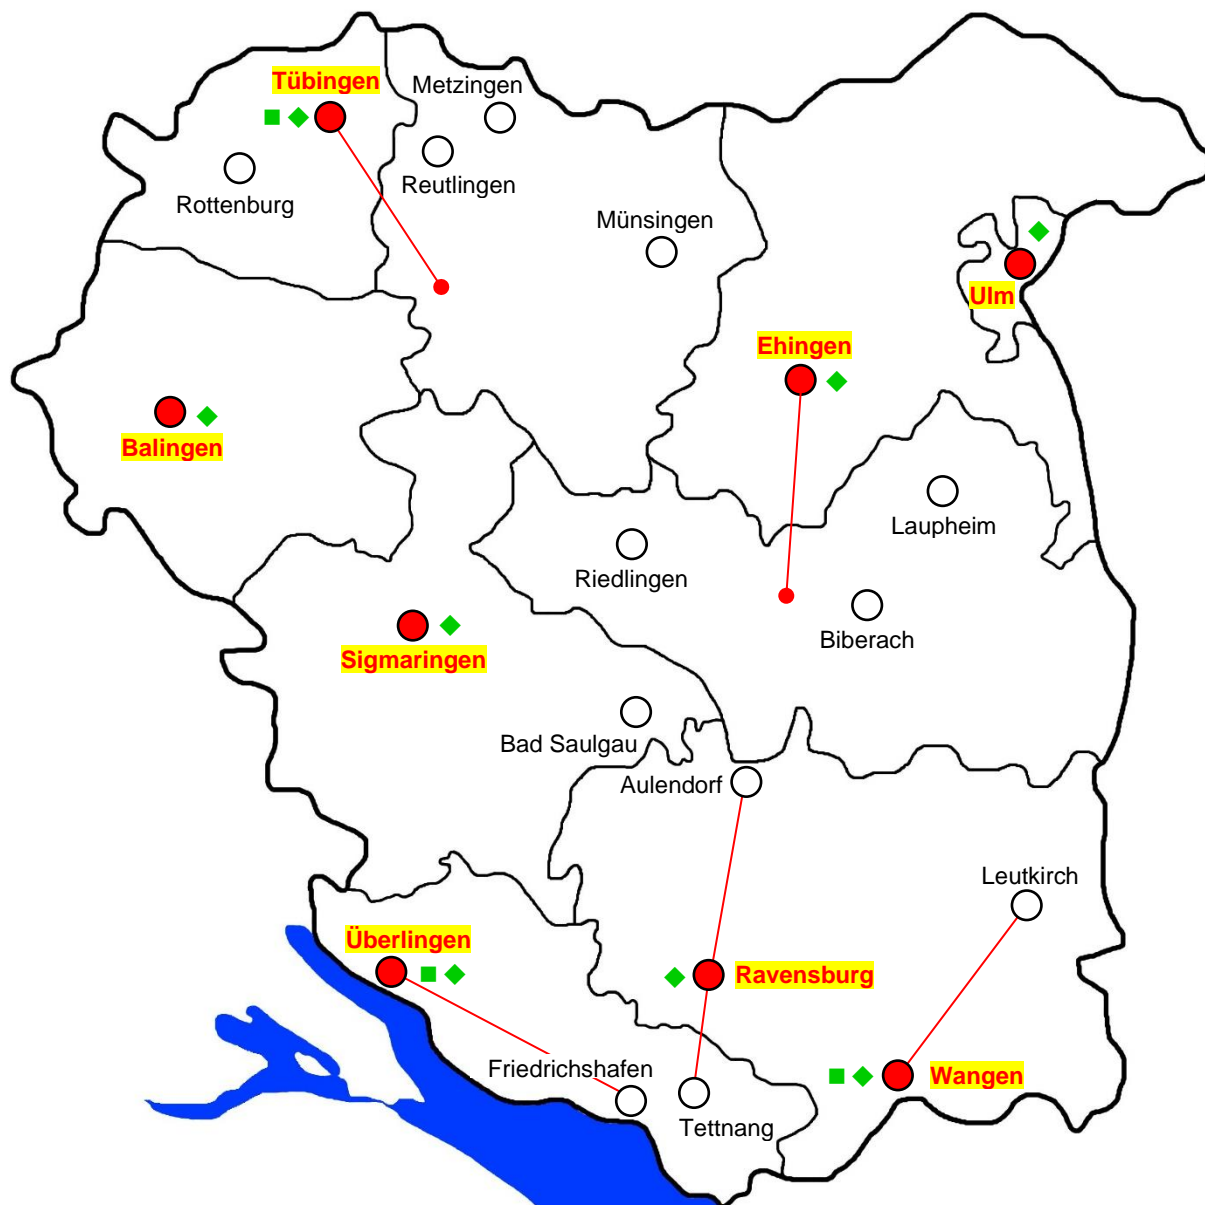 Tübingen
Metzingen
Reutlingen
Rottenburg
Münsingen
Ulm
Ehingen
Balingen
Laupheim
Riedlingen
Biberach
Sigmaringen
Bad Saulgau
Aulendorf
Leutkirch
Überlingen
Ravensburg
Friedrichshafen
Wangen
Tettnang